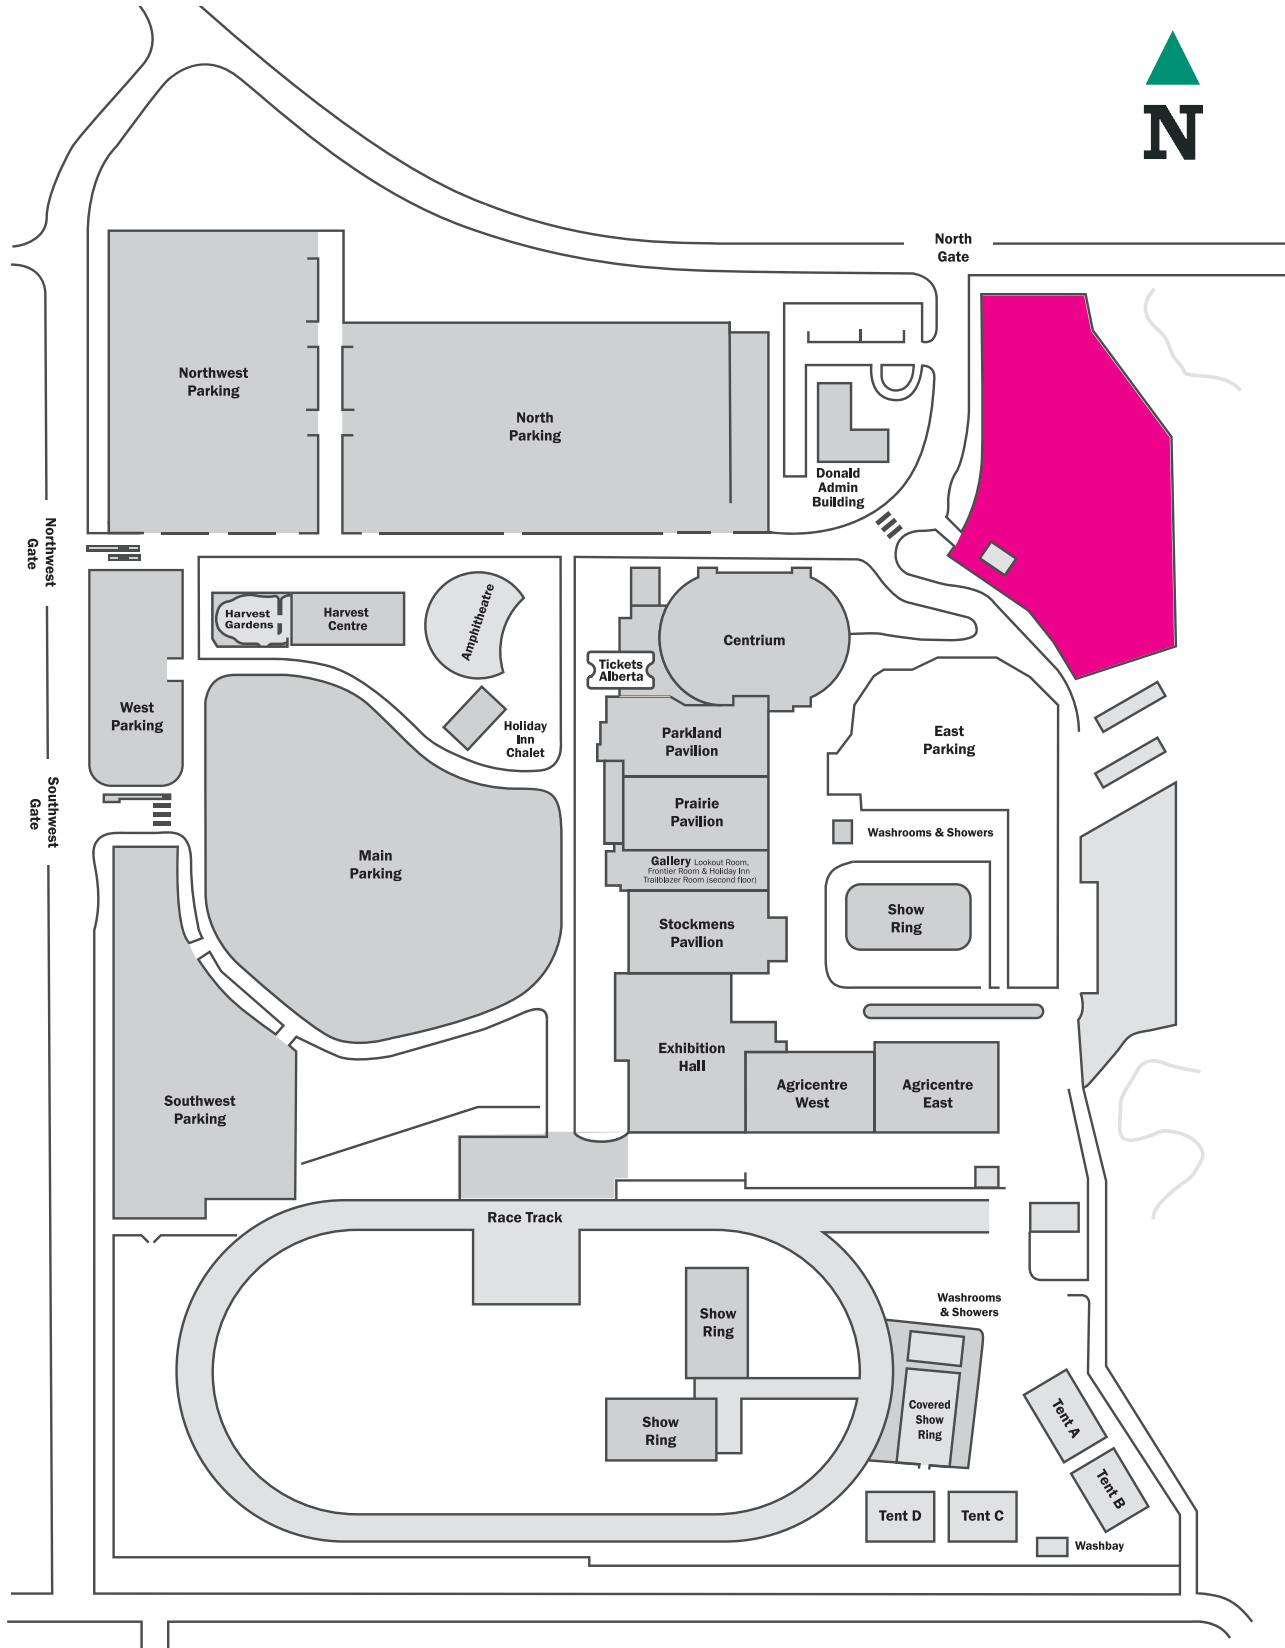 N
North
Gate
Northwest
Parking
North
Parking
Donald
Admin
Building
Northwest
Gate
Harvest
Gardens
Harvest
Centre
Amphitheatre
Centrium
Tickets
Alberta
West
Parking
Holiday
Inn
Chalet
Parkland
Pavilion
East
Parking
Southwest
Gate
Prairie
Pavilion
Washrooms & Showers
Main
Parking
Gallery Lookout Room,
Frontier Room & Holiday Inn
Trailblazer Room (second floor)
Show
Ring
Stockmens
Pavilion
Exhibition
Hall
Agricentre
West
Agricentre
East
Southwest
Parking
Race Track
Washrooms
& Showers
Show
Ring
Show
Ring
Covered
Show
Ring
Tent A
Tent B
Tent D
Tent C
Washbay